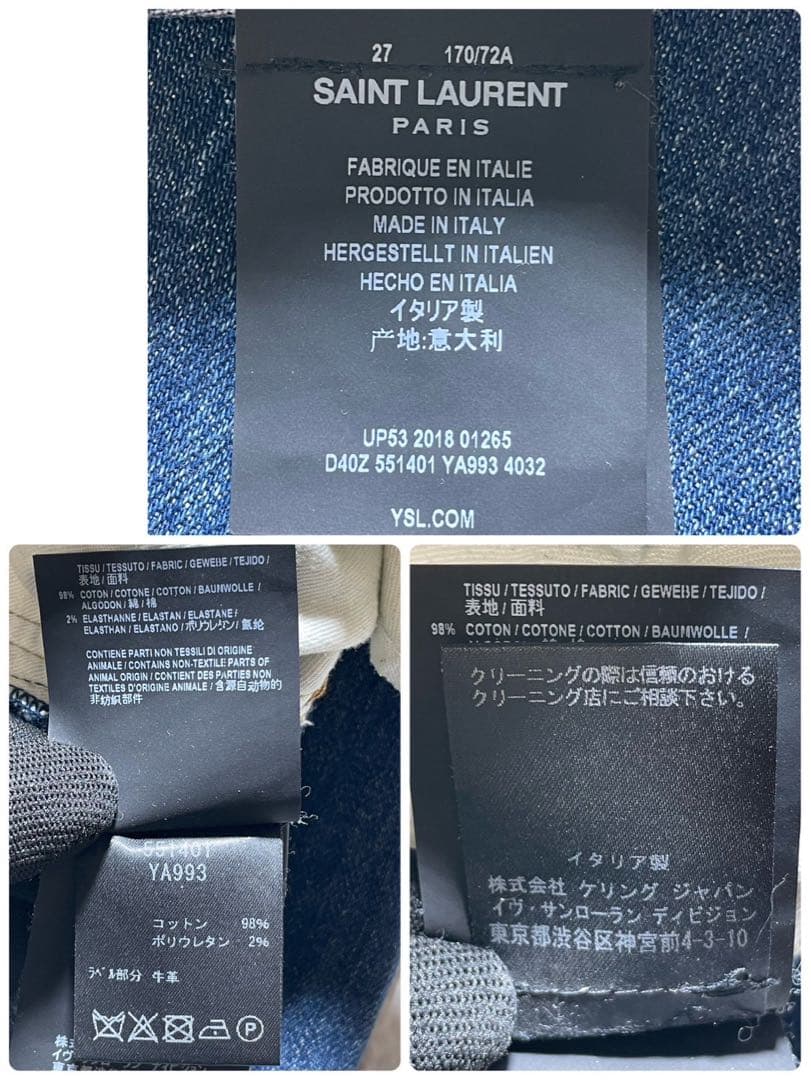 27 170/72A
SAINT LAURENT
PARIS
FABRIQUE EN ITALIE
PRODOTTO IN ITALIA
MADE IN ITALY
HERGESTELLT IN ITALIEN
HECHO EN ITALIA
イタリア製
产地:意大利
UP53 2018 01265
D40Z 551401 YA993 4032
YSL.COM
TISSU / TESSUTO / FABRIC / GEWEBE / TEJIDO /
表地 / 面料
98% COTON / COTONE / COTTON / BAUMWOLLE /
ALGODON / 綿 / 棉
2% ELASTHANNE / ELASTAN / ELASTANE /
ELASTHAN / ELASTANO / ポリウレタン / 氨纶
CONTIENE PARTI NON TESSILI DI ORIGINE
ANIMALE / CONTAINS NON-TEXTILE PARTS OF
ANIMAL ORIGIN / CONTIENT DES PARTIES NON
TEXTILES D'ORIGINE ANIMALE / 含源自动物的
非纺织部件
551401
YA993
コットン 98%
ポリウレタン 2%
ラベル部分 牛革
P
TISSU / TESSUTO / FABRIC / GEWEBE / TEJIDO /
表地 / 面料
98% COTON / COTONE / COTTON / BAUMWOLLE /
クリーニングの際は信頼のおける
クリーニング店にご相談下さい。
イタリア製
株式会社 ケリング ジャパン
イヴ・サンローラン ディビジョン
東京都渋谷区神宮前4-3-10